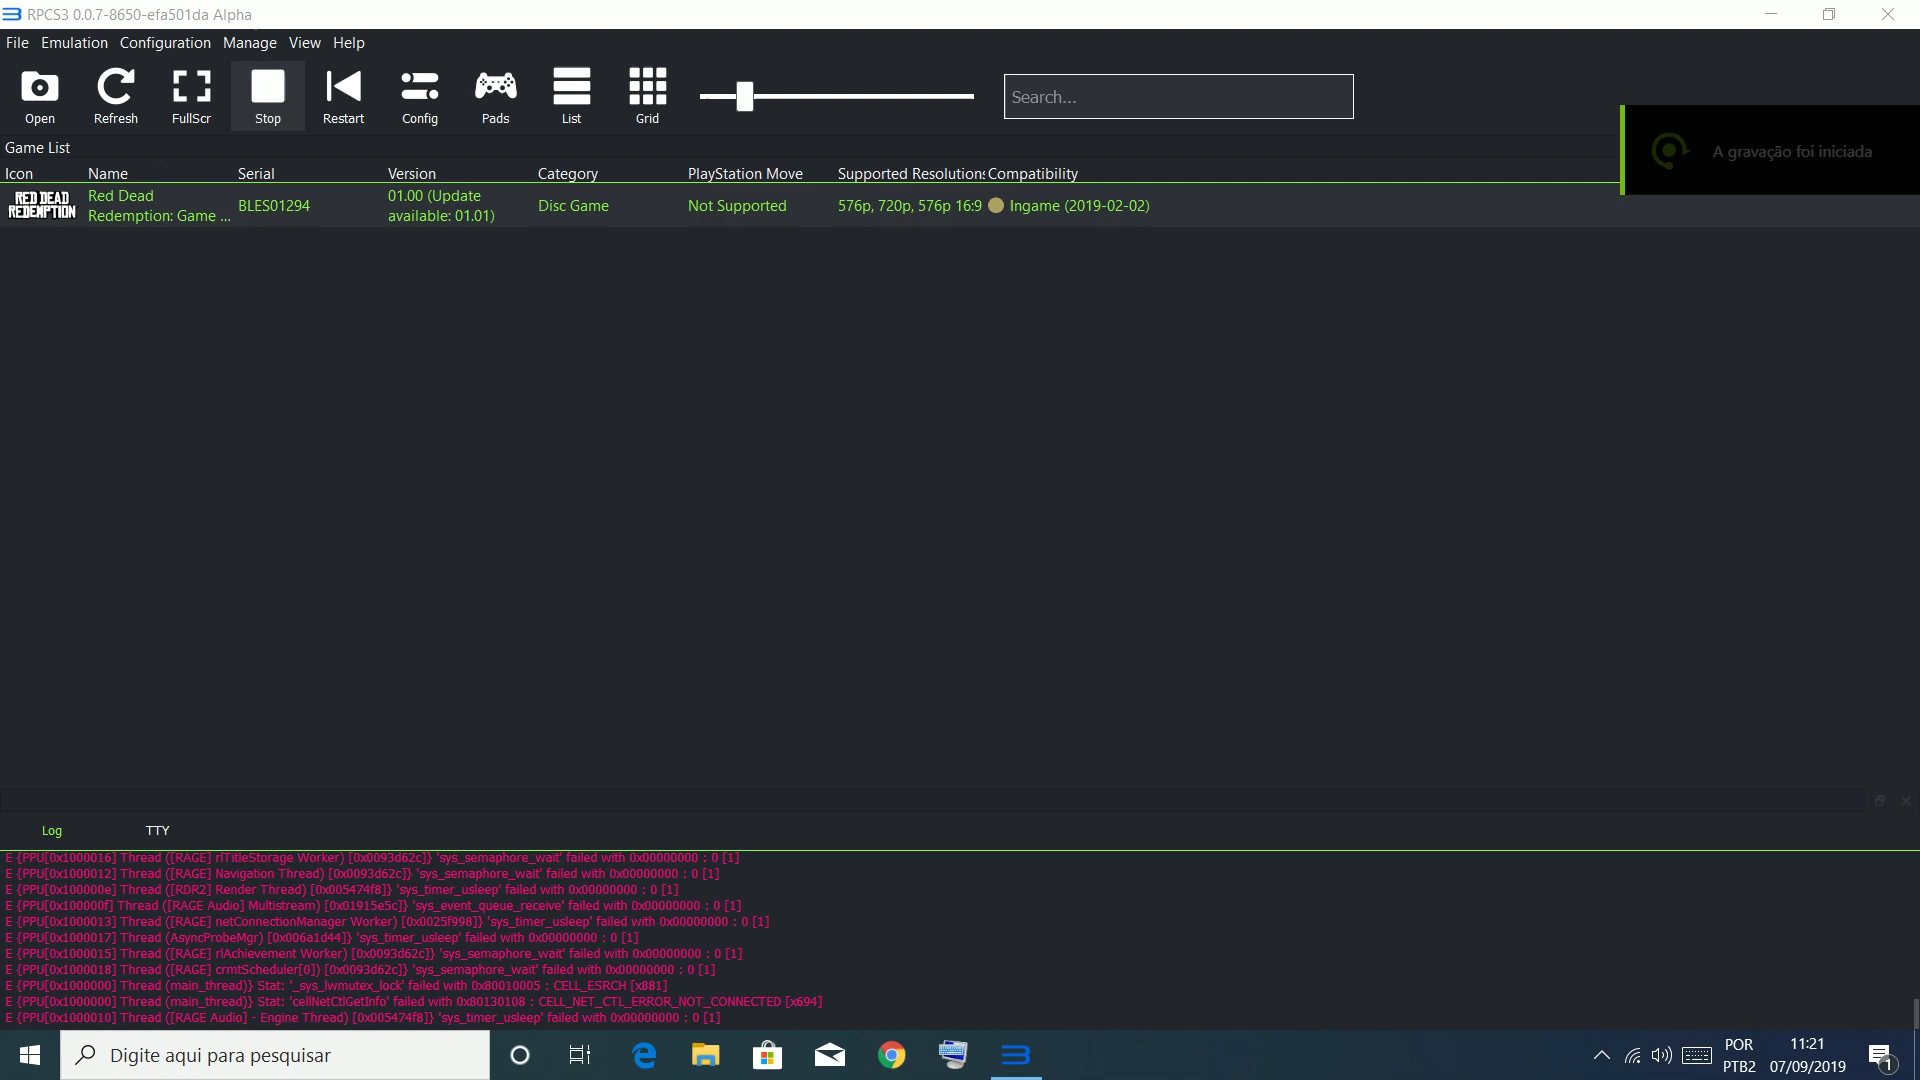 RPCS3 0.0.7-8650-efa501da Alpha
File Emulation Configuration Manage View Help
Open Refresh FullScr Stop Restart Config Pads List Grid
Search...
A gravação foi iniciada
Game List
Icon Name Serial Version Category PlayStation Move Supported Resolutions Compatibility
RED DEAD
REDEMPTION
Red Dead
Redemption: Game ...
BLES01294
01.00 (Update
available: 01.01)
Disc Game
Not Supported
576p, 720p, 576p 16:9
Ingame (2019-02-02)
Log TTY
E {PPU[0x1000016] Thread ([RAGE] rlTitleStorage Worker) [0x0093d62c]} 'sys_semaphore_wait' failed with 0x00000000 : 0 [1]
E {PPU[0x1000012] Thread ([RAGE] Navigation Thread) [0x0093d62c]} 'sys_semaphore_wait' failed with 0x00000000 : 0 [1]
E {PPU[0x100000e] Thread ([RDR2] Render Thread) [0x005474f8]} 'sys_timer_usleep' failed with 0x00000000 : 0 [1]
E {PPU[0x100000f] Thread ([RAGE Audio] Multistream) [0x01915e5c]} 'sys_event_queue_receive' failed with 0x00000000 : 0 [1]
E {PPU[0x1000013] Thread ([RAGE] netConnectionManager Worker) [0x0025f998]} 'sys_timer_usleep' failed with 0x00000000 : 0 [1]
E {PPU[0x1000017] Thread (AsyncProbeMgr) [0x006a1d44]} 'sys_timer_usleep' failed with 0x00000000 : 0 [1]
E {PPU[0x1000015] Thread ([RAGE] rlAchievement Worker) [0x0093d62c]} 'sys_semaphore_wait' failed with 0x00000000 : 0 [1]
E {PPU[0x1000018] Thread ([RAGE] crmtScheduler[0]) [0x0093d62c]} 'sys_semaphore_wait' failed with 0x00000000 : 0 [1]
E {PPU[0x1000000] Thread (main_thread)} Stat: '_sys_lwmutex_lock' failed with 0x80010005 : CELL_ESRCH [x881]
E {PPU[0x1000000] Thread (main_thread)} Stat: 'cellNetCtlGetInfo' failed with 0x80130108 : CELL_NET_CTL_ERROR_NOT_CONNECTED [x694]
E {PPU[0x1000010] Thread ([RAGE Audio] - Engine Thread) [0x005474f8]} 'sys_timer_usleep' failed with 0x00000000 : 0 [1]
Digite aqui para pesquisar
POR
PTB2
11:21
07/09/2019
1